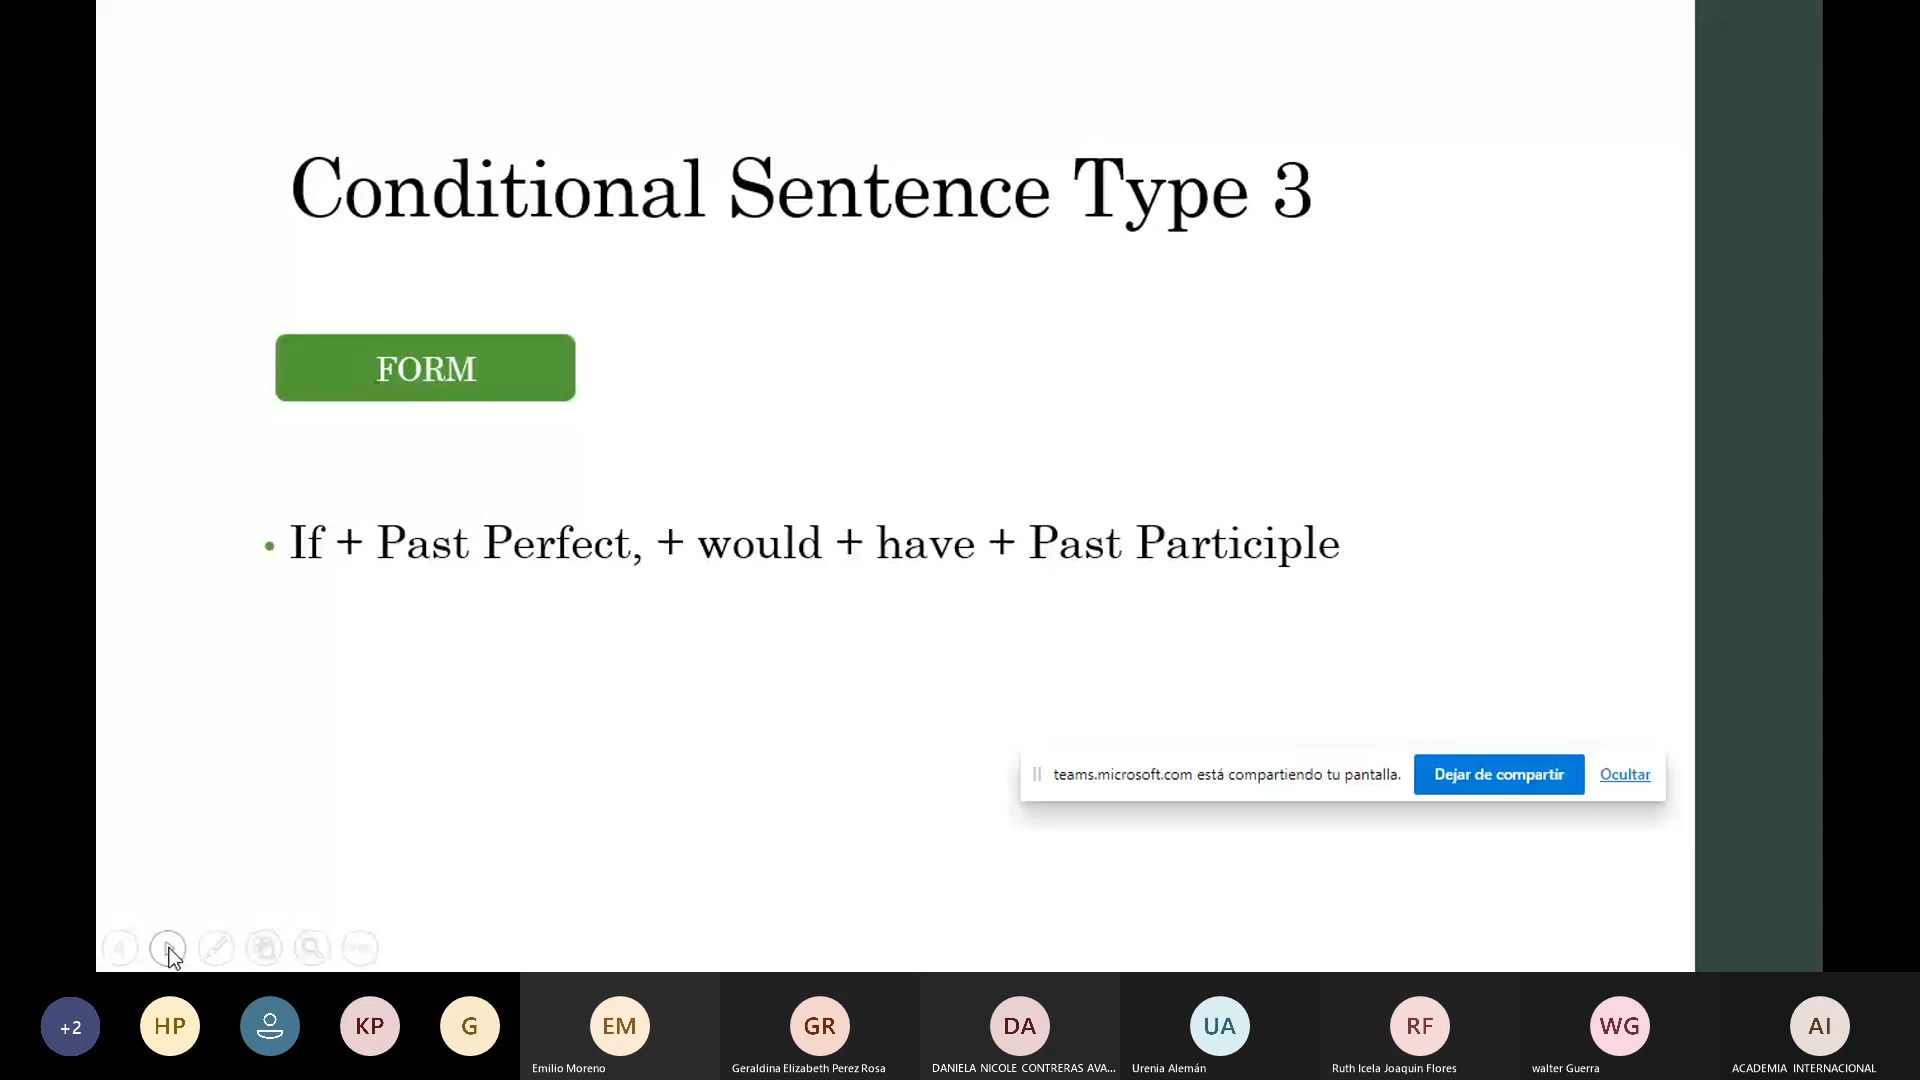 Conditional Sentence Type 3
FORM
• If + Past Perfect, + would + have + Past Participle
teams.microsoft.com está compartiendo tu pantalla. Dejar de compartir Ocultar
+2 HP KP G EM GR DA UA RF WG AI
Emilio Moreno Geraldina Elizabeth Perez Rosa DANIELA NICOLE CONTRERAS AVA... Urenia Alemán Ruth Icela Joaquin Flores walter Guerra ACADEMIA INTERNACIONAL